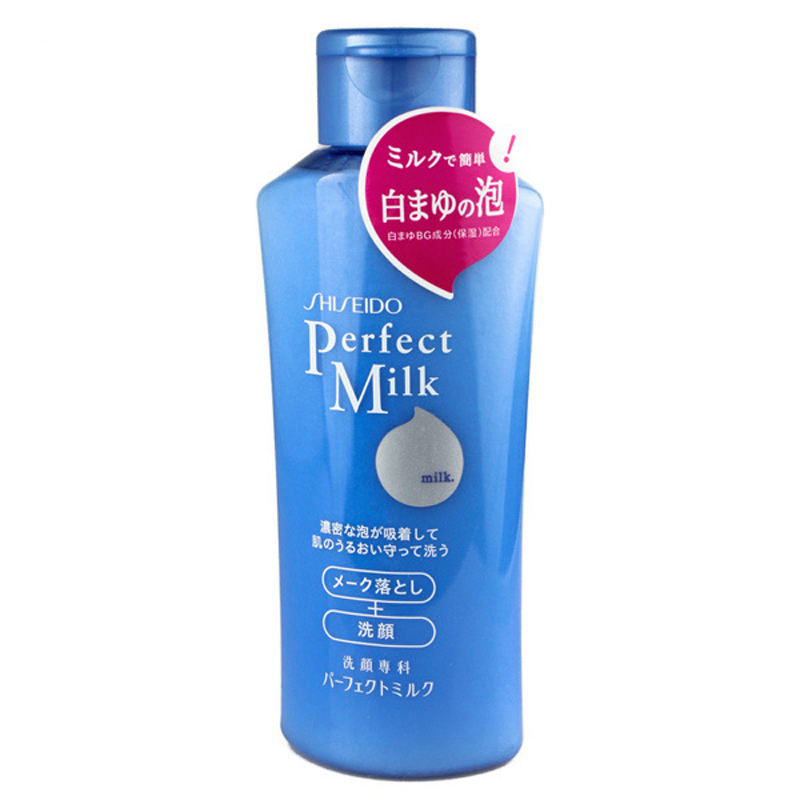 ミルクで簡単!
白まゆの泡
白まゆBG成分(保湿)配合
SHISEIDO
Perfect
Milk
milk.
濃密な泡が吸着して
肌のうるおい守って洗う
メーク落とし
+
洗顔
洗顔専科
パーフェクトミルク